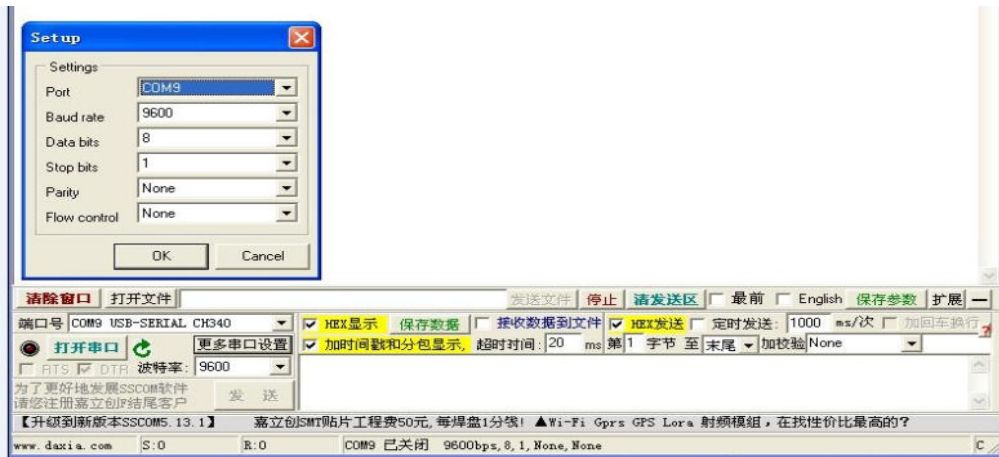 Setup
Settings
Port COM9
Baud rate 9600
Data bits 8
Stop bits 1
Parity None
Flow control None
OK Cancel
清除窗口 打开文件 发送文件 停止 清发送区 最前 English 保存参数 扩展 —
端口号 COM9 USB-SERIAL CH340 HEX显示 保存数据 接收数据到文件 HEX发送 定时发送: 1000 ms/次 加回车换行
打开串口 更多串口设置 加时间戳和分包显示, 超时时间: 20 ms 第1 字节 至 末尾 加校验 None
RTS DTR 波特率: 9600
为了更好地发展SSCOM软件
请您注册嘉立创F结尾客户
发 送
【升级到新版本SSCOM5.13.1】 嘉立创SMT贴片工程费50元,每焊盘1分钱! ▲Wi-Fi Gprs GPS Lora 射频模组,在找性价比最高的?
www.daxia.com S:0 R:0 COM9 已关闭 9600bps,8,1,None,None C